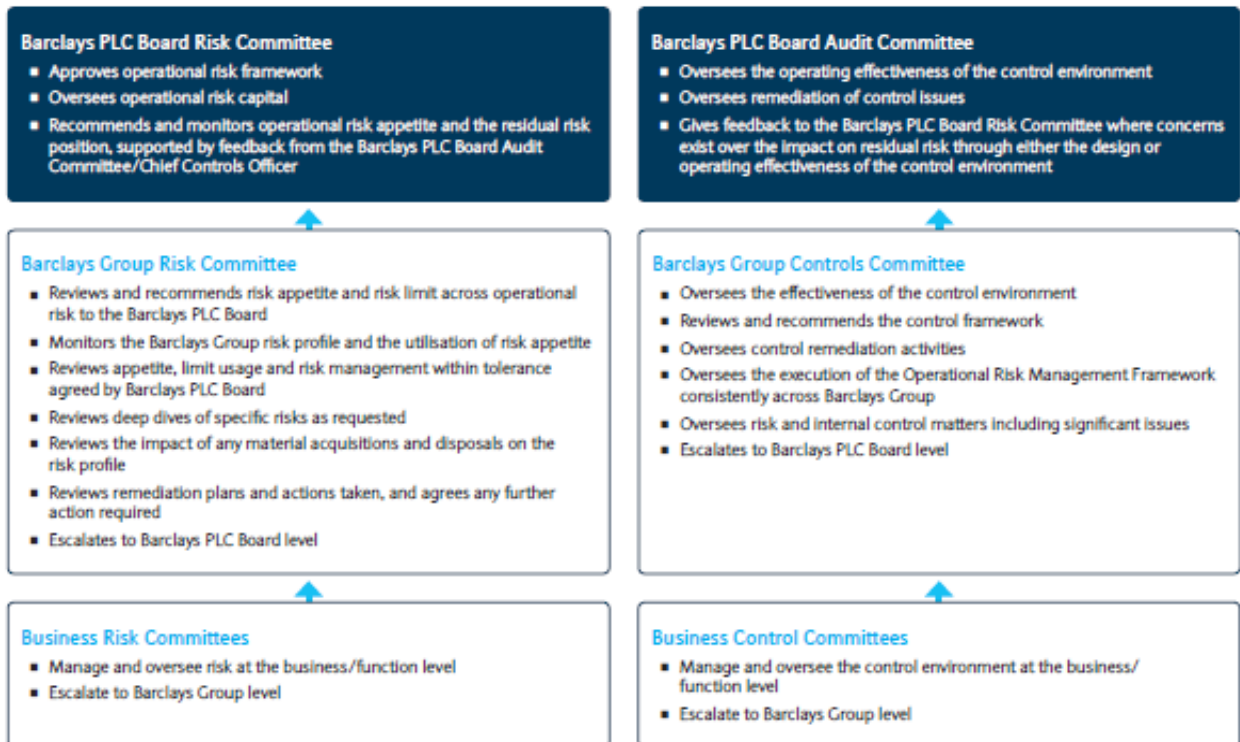 Barclays PLC Board Risk Committee
▪ Approves operational risk framework
▪ Oversees operational risk capital
▪ Recommends and monitors operational risk appetite and the residual risk
position, supported by feedback from the Barclays PLC Board Audit
Committee/Chief Controls Officer
Barclays PLC Board Audit Committee
▪ Oversees the operating effectiveness of the control environment
▪ Oversees remediation of control issues
▪ Gives feedback to the Barclays PLC Board Risk Committee where concerns
exist over the impact on residual risk through either the design or
operating effectiveness of the control environment
Barclays Group Risk Committee
▪ Reviews and recommends risk appetite and risk limit across operational
risk to the Barclays PLC Board
▪ Monitors the Barclays Group risk profile and the utilisation of risk appetite
▪ Reviews appetite, limit usage and risk management within tolerance
agreed by Barclays PLC Board
▪ Reviews deep dives of specific risks as requested
▪ Reviews the impact of any material acquisitions and disposals on the
risk profile
▪ Reviews remediation plans and actions taken, and agrees any further
action required
▪ Escalates to Barclays PLC Board level
Barclays Group Controls Committee
▪ Oversees the effectiveness of the control environment
▪ Reviews and recommends the control framework
▪ Oversees control remediation activities
▪ Oversees the execution of the Operational Risk Management Framework
consistently across Barclays Group
▪ Oversees risk and internal control matters including significant issues
▪ Escalates to Barclays PLC Board level
Business Risk Committees
▪ Manage and oversee risk at the business/function level
▪ Escalate to Barclays Group level
Business Control Committees
▪ Manage and oversee the control environment at the business/
function level
▪ Escalate to Barclays Group level